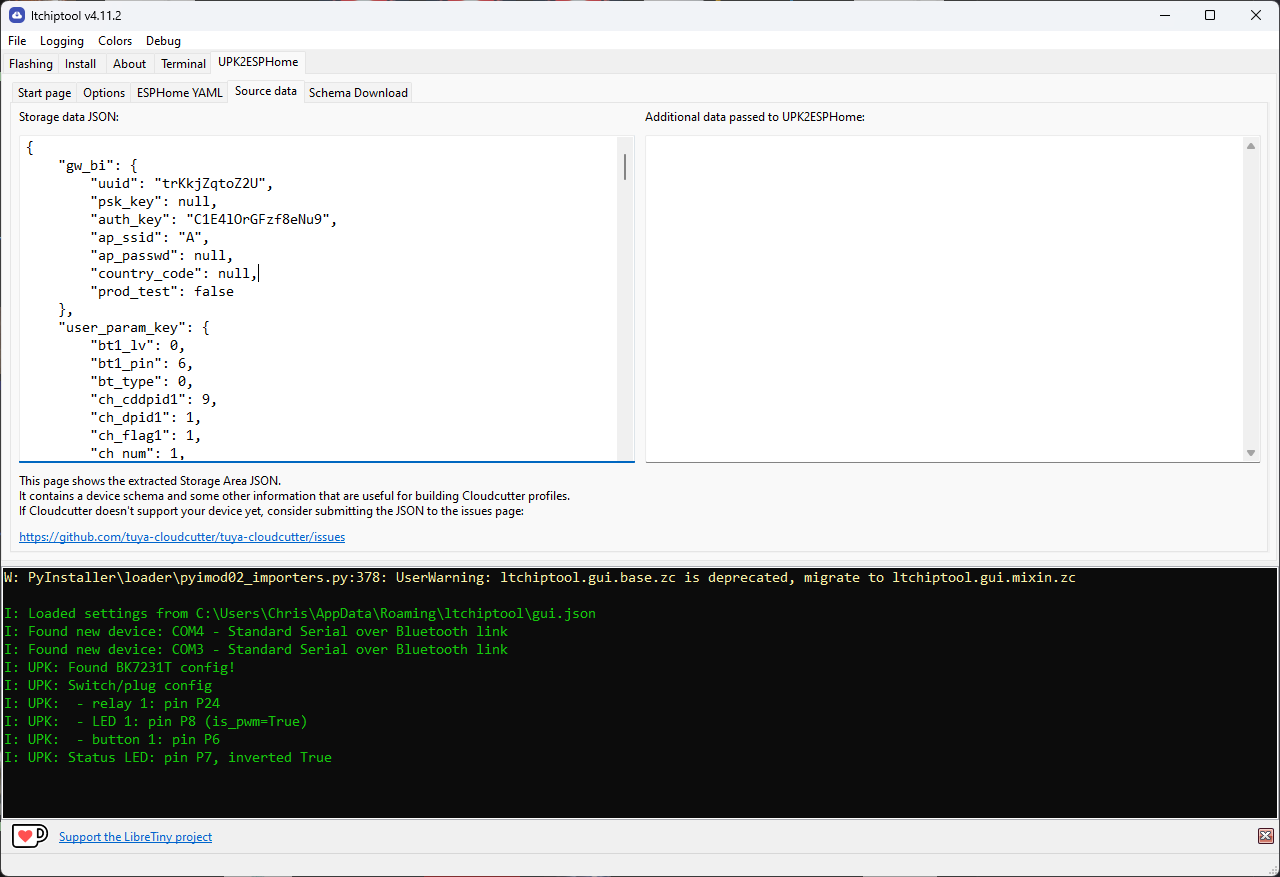 ltchiptool v4.11.2
File Logging Colors Debug
Flashing Install About Terminal UPK2ESPHome
Start page Options ESPHome YAML Source data Schema Download
Storage data JSON:
Additional data passed to UPK2ESPHome:
{
    "gw_bi": {
        "uuid": "trKkjZqtoZ2U",
        "psk_key": null,
        "auth_key": "C1E4lOrGFzf8eNu9",
        "ap_ssid": "A",
        "ap_passwd": null,
        "country_code": null,
        "prod_test": false
    },
    "user_param_key": {
        "bt1_lv": 0,
        "bt1_pin": 6,
        "bt_type": 0,
        "ch_cddpid1": 9,
        "ch_dpid1": 1,
        "ch_flag1": 1,
        "ch_num": 1,
This page shows the extracted Storage Area JSON.
It contains a device schema and some other information that are useful for building Cloudcutter profiles.
If Cloudcutter doesn't support your device yet, consider submitting the JSON to the issues page:
https://github.com/tuya-cloudcutter/tuya-cloudcutter/issues
W: PyInstaller\loader\pyimod02_importers.py:378: UserWarning: ltchiptool.gui.base.zc is deprecated, migrate to ltchiptool.gui.mixin.zc
I: Loaded settings from C:\Users\Chris\AppData\Roaming\ltchiptool\gui.json
I: Found new device: COM4 - Standard Serial over Bluetooth link
I: Found new device: COM3 - Standard Serial over Bluetooth link
I: UPK: Found BK7231T config!
I: UPK: Switch/plug config
I: UPK:  - relay 1: pin P24
I: UPK:  - LED 1: pin P8 (is_pwm=True)
I: UPK:  - button 1: pin P6
I: UPK: Status LED: pin P7, inverted True
Support the LibreTiny project